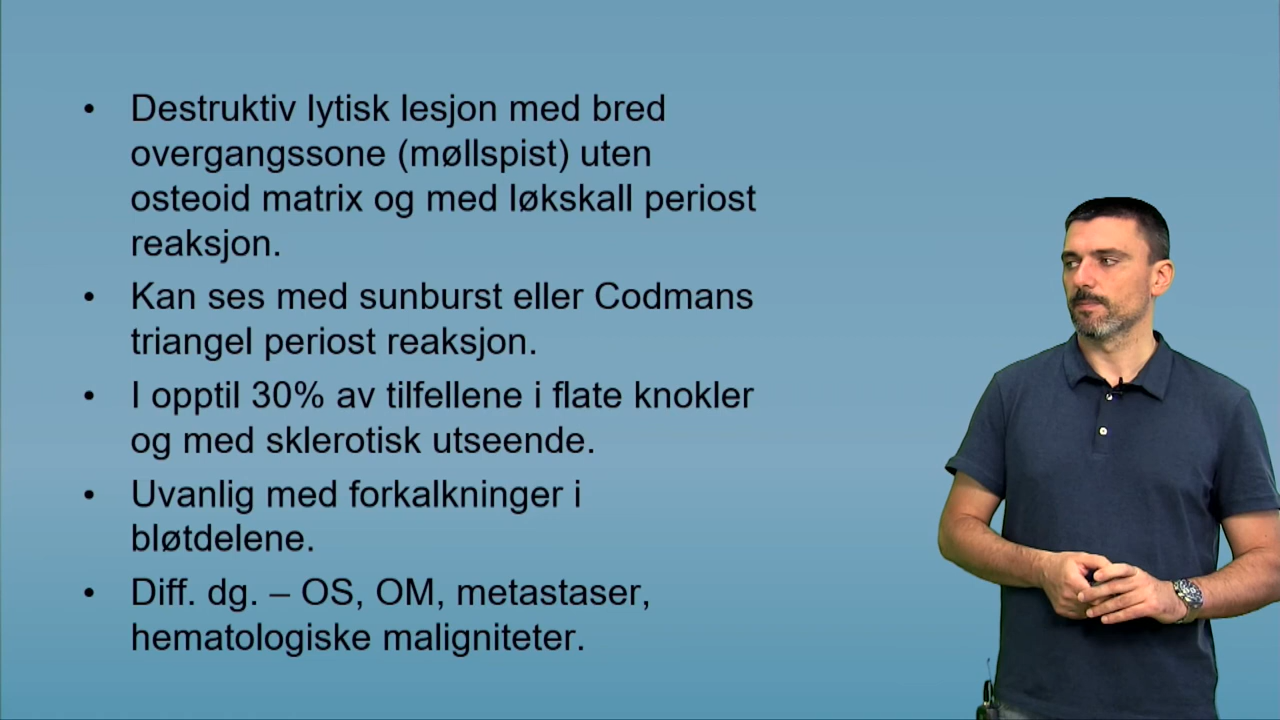 • Destruktiv lytisk lesjon med bred
overgangssone (møllspist) uten
osteoid matrix og med løkskall periost
reaksjon.
• Kan ses med sunburst eller Codmans
triangel periost reaksjon.
• I opptil 30% av tilfellene i flate knokler
og med sklerotisk utseende.
• Uvanlig med forkalkninger i
bløtdelene.
• Diff. dg. – OS, OM, metastaser,
hematologiske maligniteter.